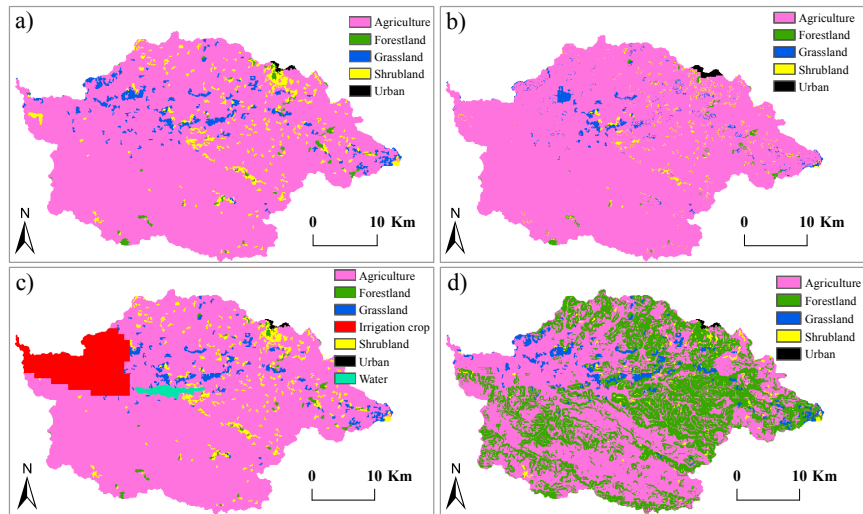 a)
Agriculture
Forestland
Grassland
Shrubland
Urban
N
0 10 Km
b)
Agriculture
Forestland
Grassland
Shrubland
Urban
N
0 10 Km
c)
Agriculture
Forestland
Grassland
Irrigation crop
Shrubland
Urban
Water
N
0 10 Km
d)
Agriculture
Forestland
Grassland
Shrubland
Urban
N
0 10 Km